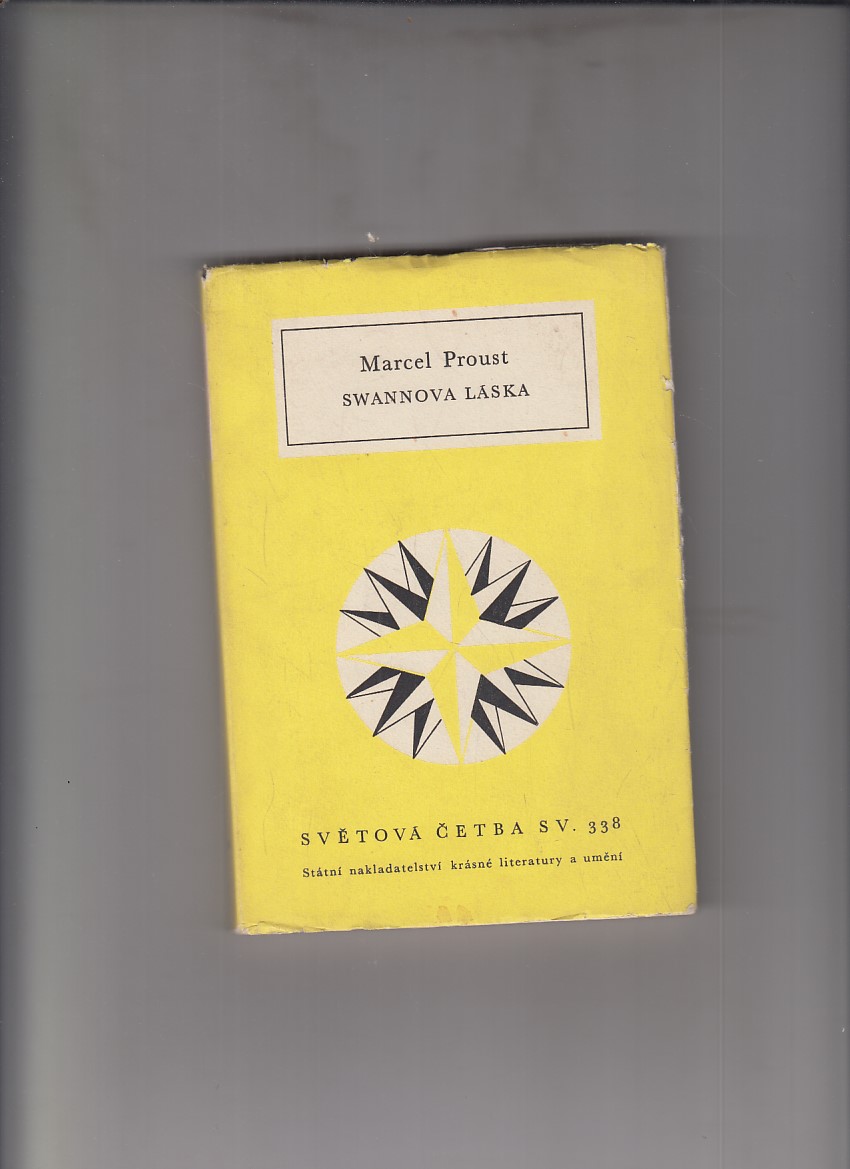 Marcel Proust
SWANNOVA LÁSKA
SVĚTOVÁ ČETBA SV. 338
Státní nakladatelství krásné literatury a umění